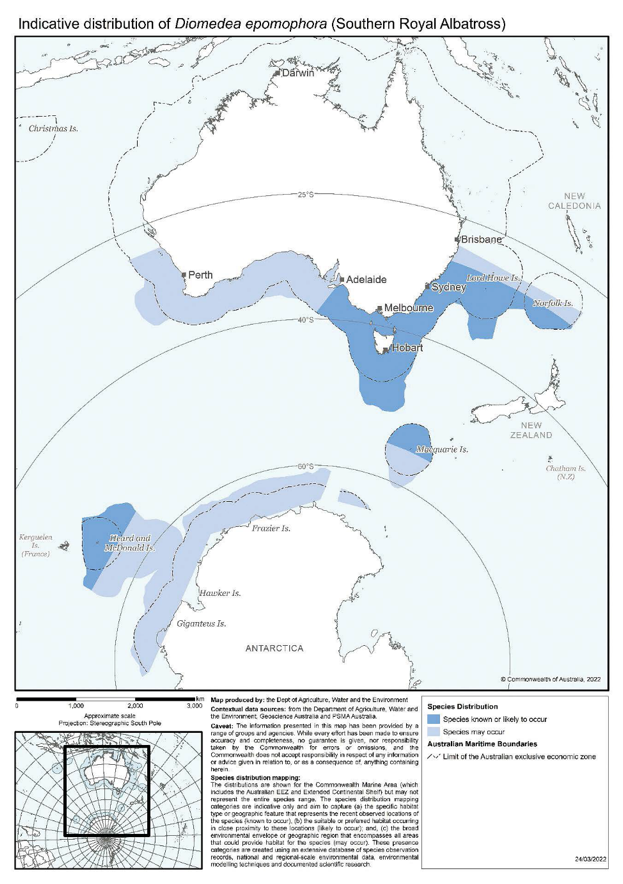 Indicative distribution of Diomedea epomophora (Southern Royal Albatross)
Darwin
Christmas Is.
25°S
NEW
CALEDONIA
Brisbane
Perth
Adelaide
Lord Howe Is.
Sydney
Norfolk Is.
Melbourne
40°S
Hobart
NEW
ZEALAND
Macquarie Is.
Chatham Is.
(N.Z)
60°S
Frazier Is.
Kerguelen
Is.
(France)
Heard and
McDonald Is.
Hawker Is.
Giganteus Is.
ANTARCTICA
© Commonwealth of Australia, 2022
km
0 1,000 2,000 3,000
Approximate scale
Projection: Stereographic South Pole
Map produced by: the Dept of Agriculture, Water and the Environment
Contextual data sources: from the Department of Agriculture, Water and
the Environment, Geoscience Australia and PSMA Australia.
Caveat: The information presented in this map has been provided by a
range of groups and agencies. While every effort has been made to ensure
accuracy and completeness, no guarantee is given, nor responsibility
taken by the Commonwealth for errors or omissions, and the
Commonwealth does not accept responsibility in respect of any information
or advice given in relation to, or as a consequence of, anything containing
herein.
Species distribution mapping:
The distributions are shown for the Commonwealth Marine Area (which
includes the Australian EEZ and Extended Continental Shelf) but may not
represent the entire species range. The species distribution mapping
categories are indicative only and aim to capture (a) the specific habitat
type or geographic feature that represents the recent observed locations of
the species (known to occur), (b) the suitable or preferred habitat occurring
in close proximity to these locations (likely to occur); and, (c) the broad
environmental envelope or geographic region that encompasses all areas
that could provide habitat for the species (may occur). These presence
categories are created using an extensive database of species observation
records, national and regional-scale environmental data, environmental
modelling techniques and documented scientific research.
Species Distribution
Species known or likely to occur
Species may occur
Australian Maritime Boundaries
Limit of the Australian exclusive economic zone
24/03/2022